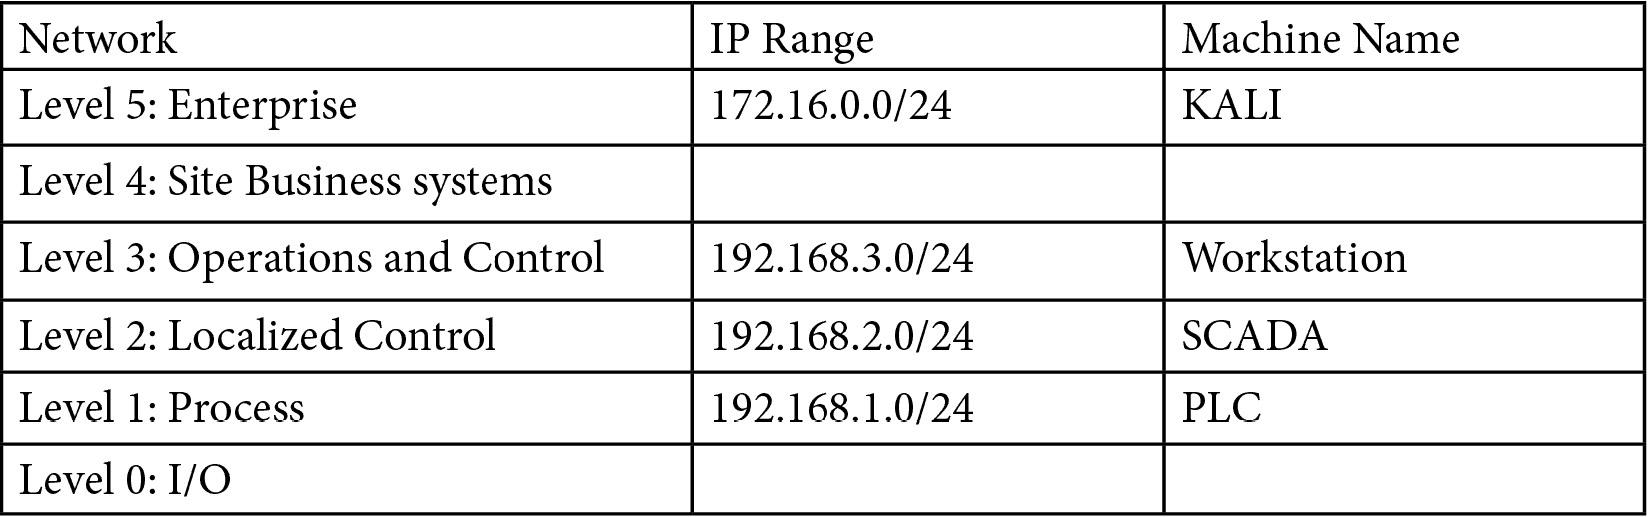 Network IP Range Machine Name
Level 5: Enterprise 172.16.0.0/24 KALI
Level 4: Site Business systems
Level 3: Operations and Control 192.168.3.0/24 Workstation
Level 2: Localized Control 192.168.2.0/24 SCADA
Level 1: Process 192.168.1.0/24 PLC
Level 0: I/O